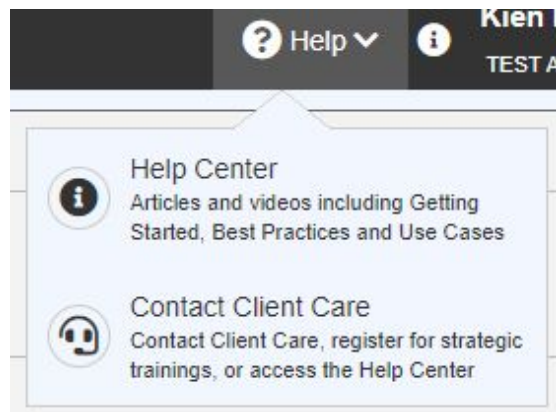 Help
Kien
TEST A
Help Center
Articles and videos including Getting
Started, Best Practices and Use Cases
Contact Client Care
Contact Client Care, register for strategic
trainings, or access the Help Center